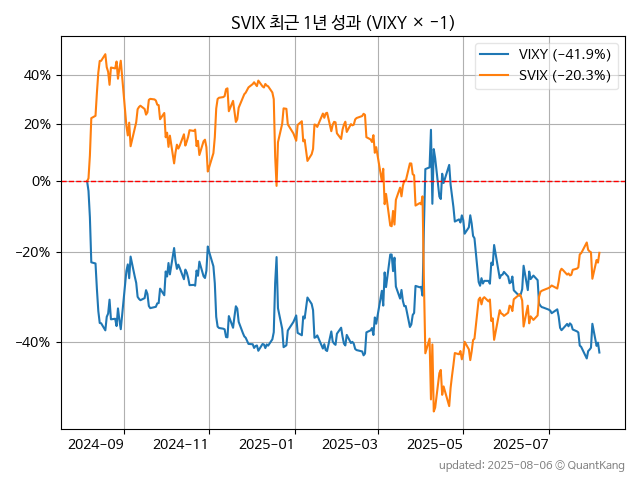 SVIX 최근 1년 성과 (VIXY × −1)
VIXY (−41.9%)
SVIX (−20.3%)
40%
20%
0%
−20%
−40%
2024-09
2024-11
2025-01
2025-03
2025-05
2025-07
updated: 2025-08-06 © QuantKang